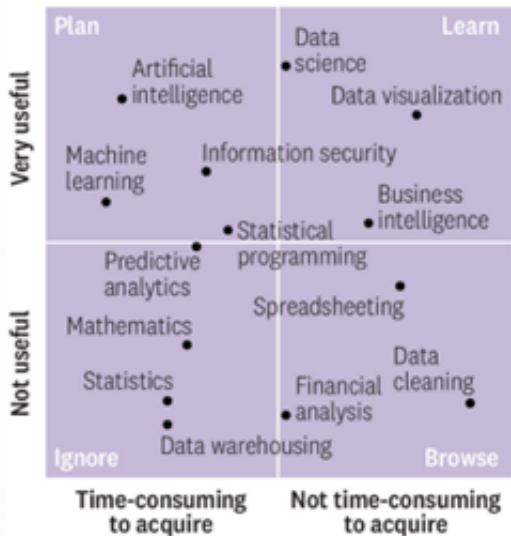 Plan
Learn
Data
science
Artificial
intelligence
Data visualization
Very useful
Machine
learning
Information security
Business
intelligence
Statistical
programming
Predictive
analytics
Spreadsheeting
Mathematics
Not useful
Data
cleaning
Statistics
Financial
analysis
Data warehousing
Ignore
Browse
Time-consuming
to acquire
Not time-consuming
to acquire